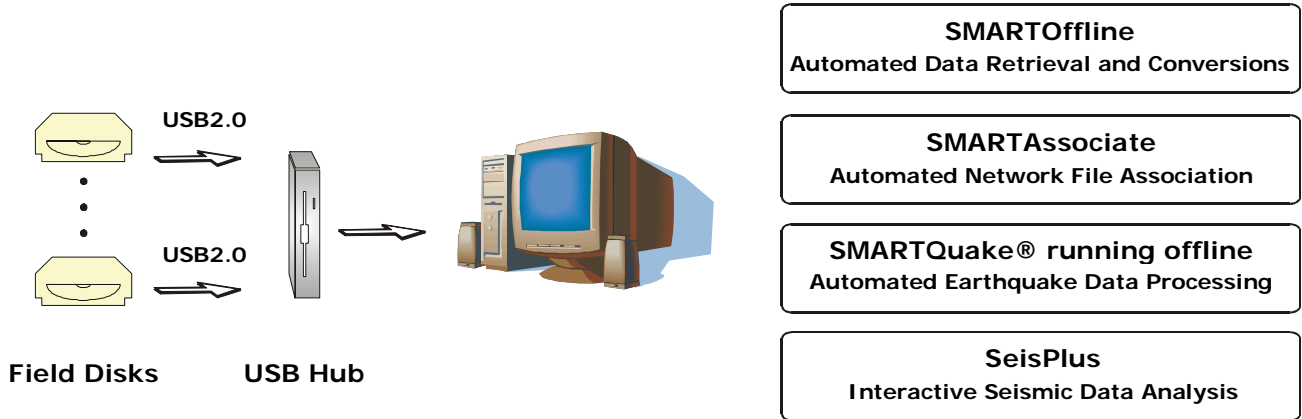 USB2.0
USB2.0
Field Disks
USB Hub
SMARTOffline
Automated Data Retrieval and Conversions
SMARTAssociate
Automated Network File Association
SMARTQuake® running offline
Automated Earthquake Data Processing
SeisPlus
Interactive Seismic Data Analysis